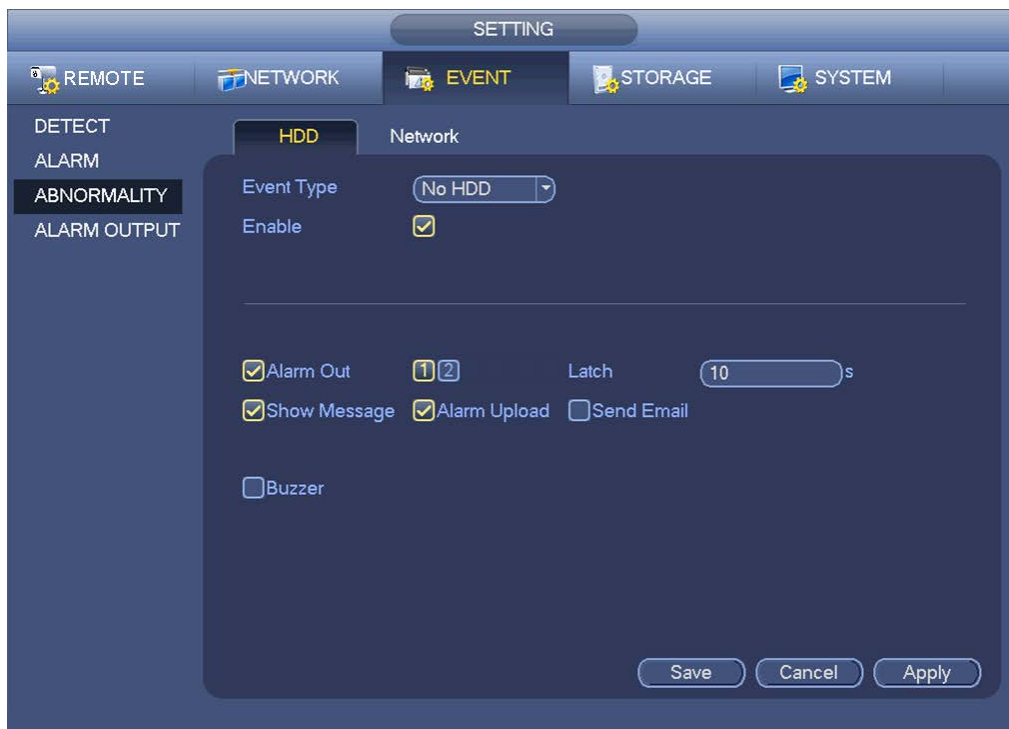 SETTING
REMOTE NETWORK EVENT STORAGE SYSTEM
DETECT
ALARM
ABNORMALITY
ALARM OUTPUT
HDD Network
Event Type No HDD
Enable
Alarm Out 1 2 Latch 10 s
Show Message Alarm Upload Send Email
Buzzer
Save Cancel Apply